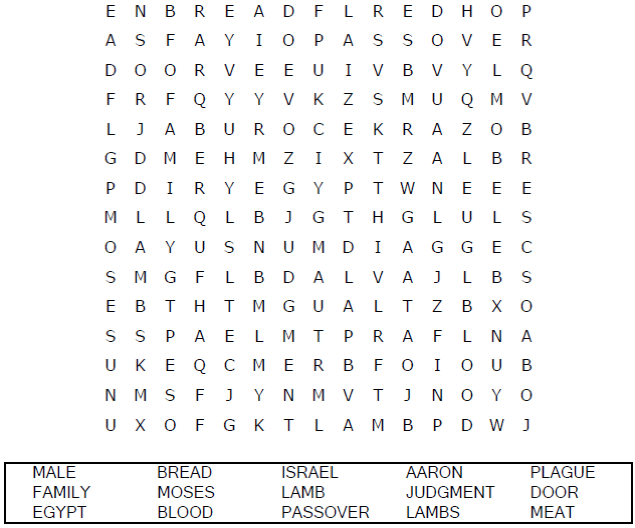 E N B R E A D F L R E D H O P
A S F A Y I O P A S S O V E R
D O O R V E E U I V B V Y L Q
F R F Q Y Y V K Z S M U Q M V
L J A B U R O C E K R A Z O B
G D M E H M Z I X T Z A L B R
P D I R Y E G Y P T W N E E E
M L L Q L B J G T H G L U L S
O A Y U S N U M D I A G G E C
S M G F L B D A L V A J L B S
E B T H T M G U A L T Z B X O
S S P A E L M T P R A F L N A
U K E Q C M E R B F O I O U B
N M S F J Y N M V T J N O Y O
U X O F G K T L A M B P D W J
MALE BREAD ISRAEL AARON PLAGUE
FAMILY MOSES LAMB JUDGMENT DOOR
EGYPT BLOOD PASSOVER LAMBS MEAT